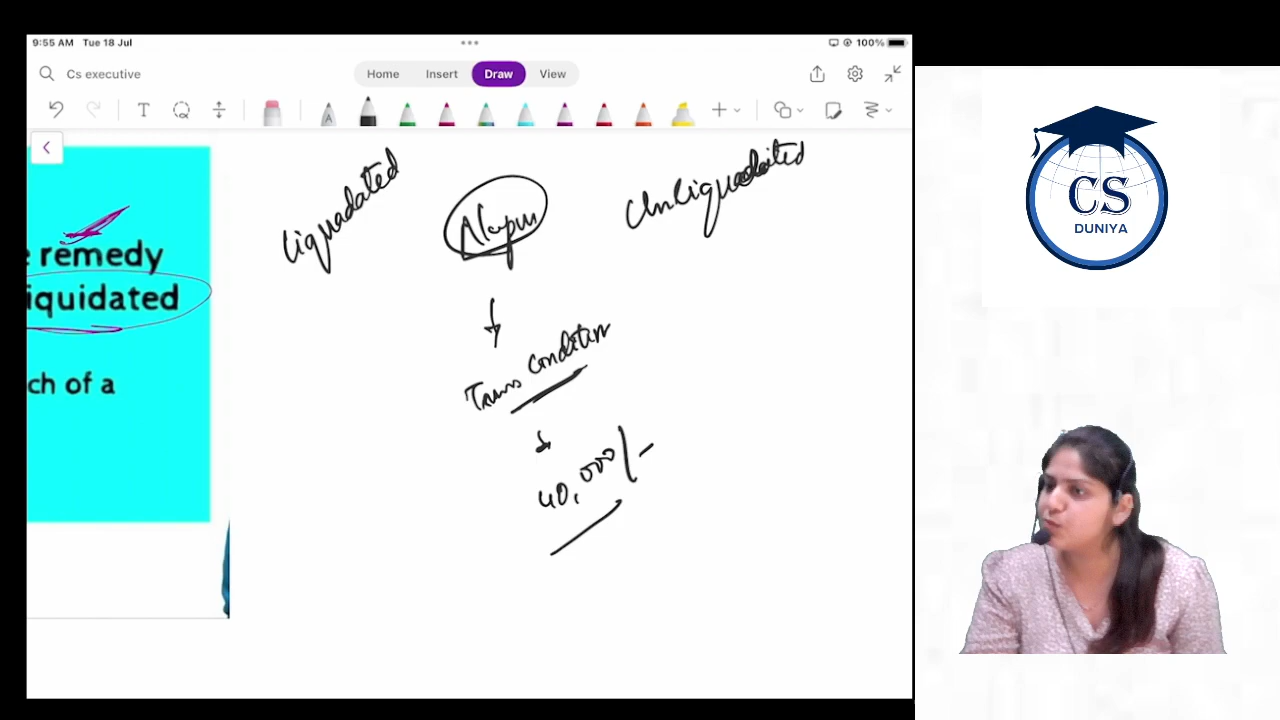 9:55 AM Tue 18 Jul
100%
Cs executive
Home Insert Draw View
T
A
remedy
iquidated
ch of a
liquadated
Unliquadated
Condition
40,000/-
CS
DUNIYA